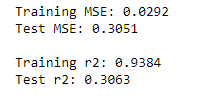 Training MSE: 0.0292
Test MSE: 0.3051
Training r2: 0.9384
Test r2: 0.3063